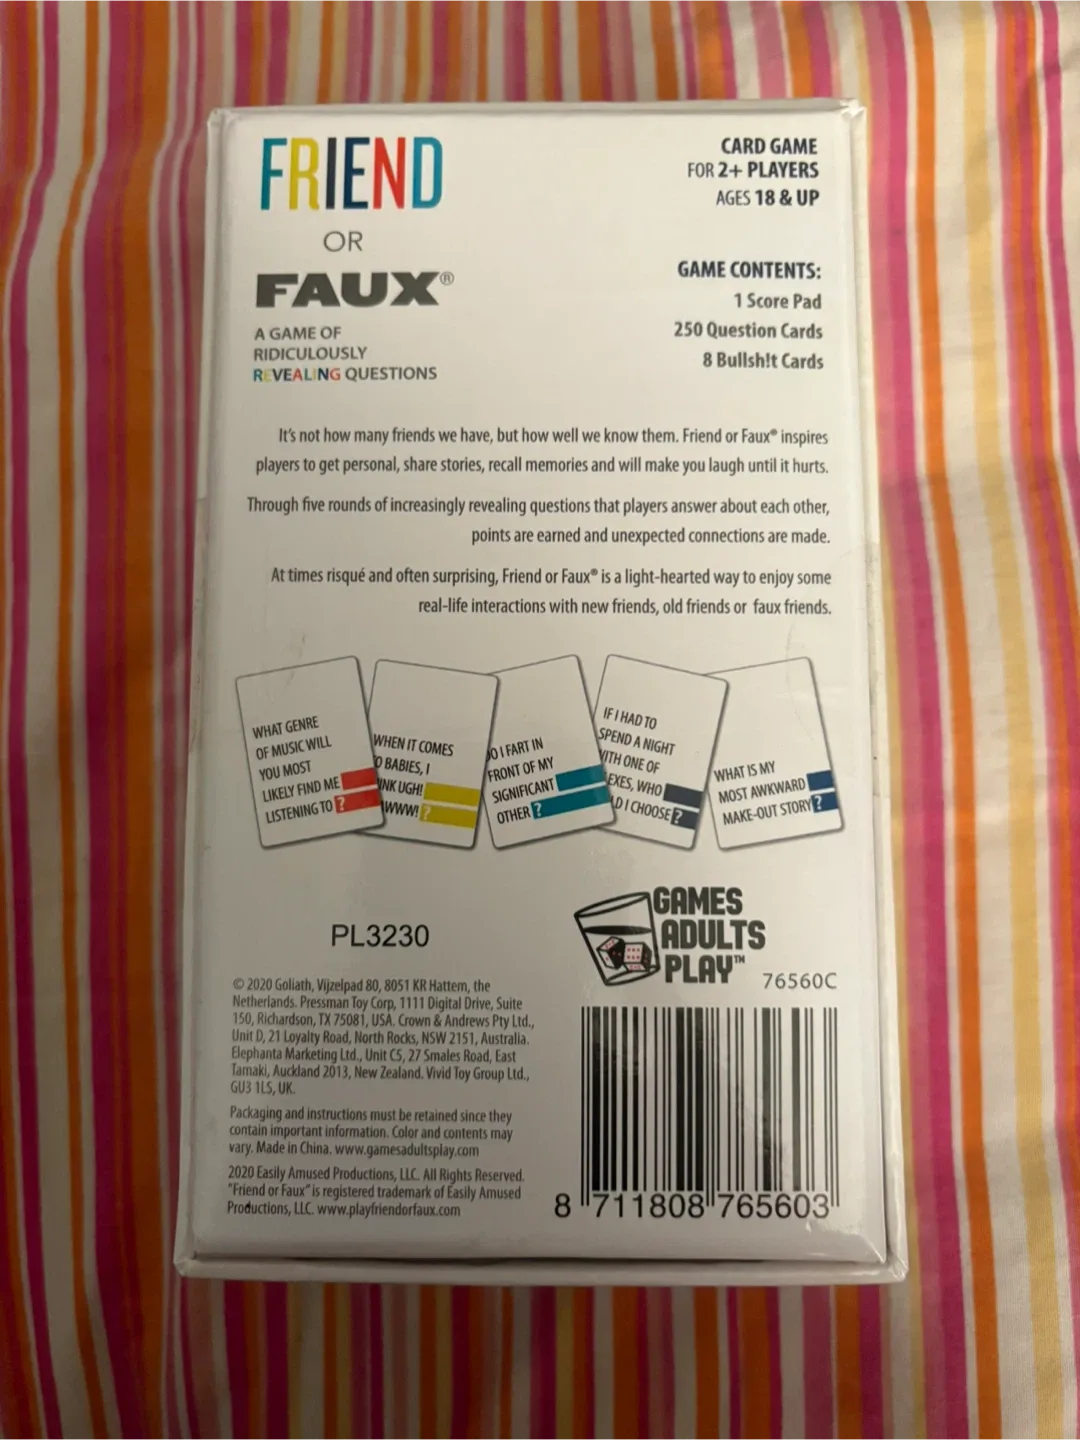 FRIEND
OR
FAUX®
A GAME OF
RIDICULOUSLY
REVEALING QUESTIONS
CARD GAME
FOR 2+ PLAYERS
AGES 18 & UP
GAME CONTENTS:
1 Score Pad
250 Question Cards
8 Bullsh!t Cards
It's not how many friends we have, but how well we know them. Friend or Faux® inspires
players to get personal, share stories, recall memories and will make you laugh until it hurts.
Through five rounds of increasingly revealing questions that players answer about each other,
points are earned and unexpected connections are made.
At times risqué and often surprising, Friend or Faux® is a light-hearted way to enjoy some
real-life interactions with new friends, old friends or faux friends.
WHAT GENRE
OF MUSIC WILL
YOU MOST
LIKELY FIND ME
LISTENING TO ?
WHEN IT COMES
O BABIES, I
INK UGH!
AWWW! ?
DO I FART IN
FRONT OF MY
SIGNIFICANT
OTHER ?
IF I HAD TO
SPEND A NIGHT
WITH ONE OF
EXES, WHO
LD I CHOOSE ?
WHAT IS MY
MOST AWKWARD
MAKE-OUT STORY ?
PL3230
GAMES
ADULTS
PLAY™
76560C
© 2020 Goliath, Vijzelpad 80, 8051 KR Hattem, the
Netherlands. Pressman Toy Corp, 1111 Digital Drive, Suite
150, Richardson, TX 75081, USA. Crown & Andrews Pty Ltd.,
Unit D, 21 Loyalty Road, North Rocks, NSW 2151, Australia.
Elephanta Marketing Ltd., Unit C5, 27 Smales Road, East
Tamaki, Auckland 2013, New Zealand. Vivid Toy Group Ltd.,
GU3 1LS, UK.
Packaging and instructions must be retained since they
contain important information. Color and contents may
vary. Made in China. www.gamesadultsplay.com
2020 Easily Amused Productions, LLC. All Rights Reserved.
"Friend or Faux" is registered trademark of Easily Amused
Productions, LLC. www.playfriendorfaux.com
8 711808 765603